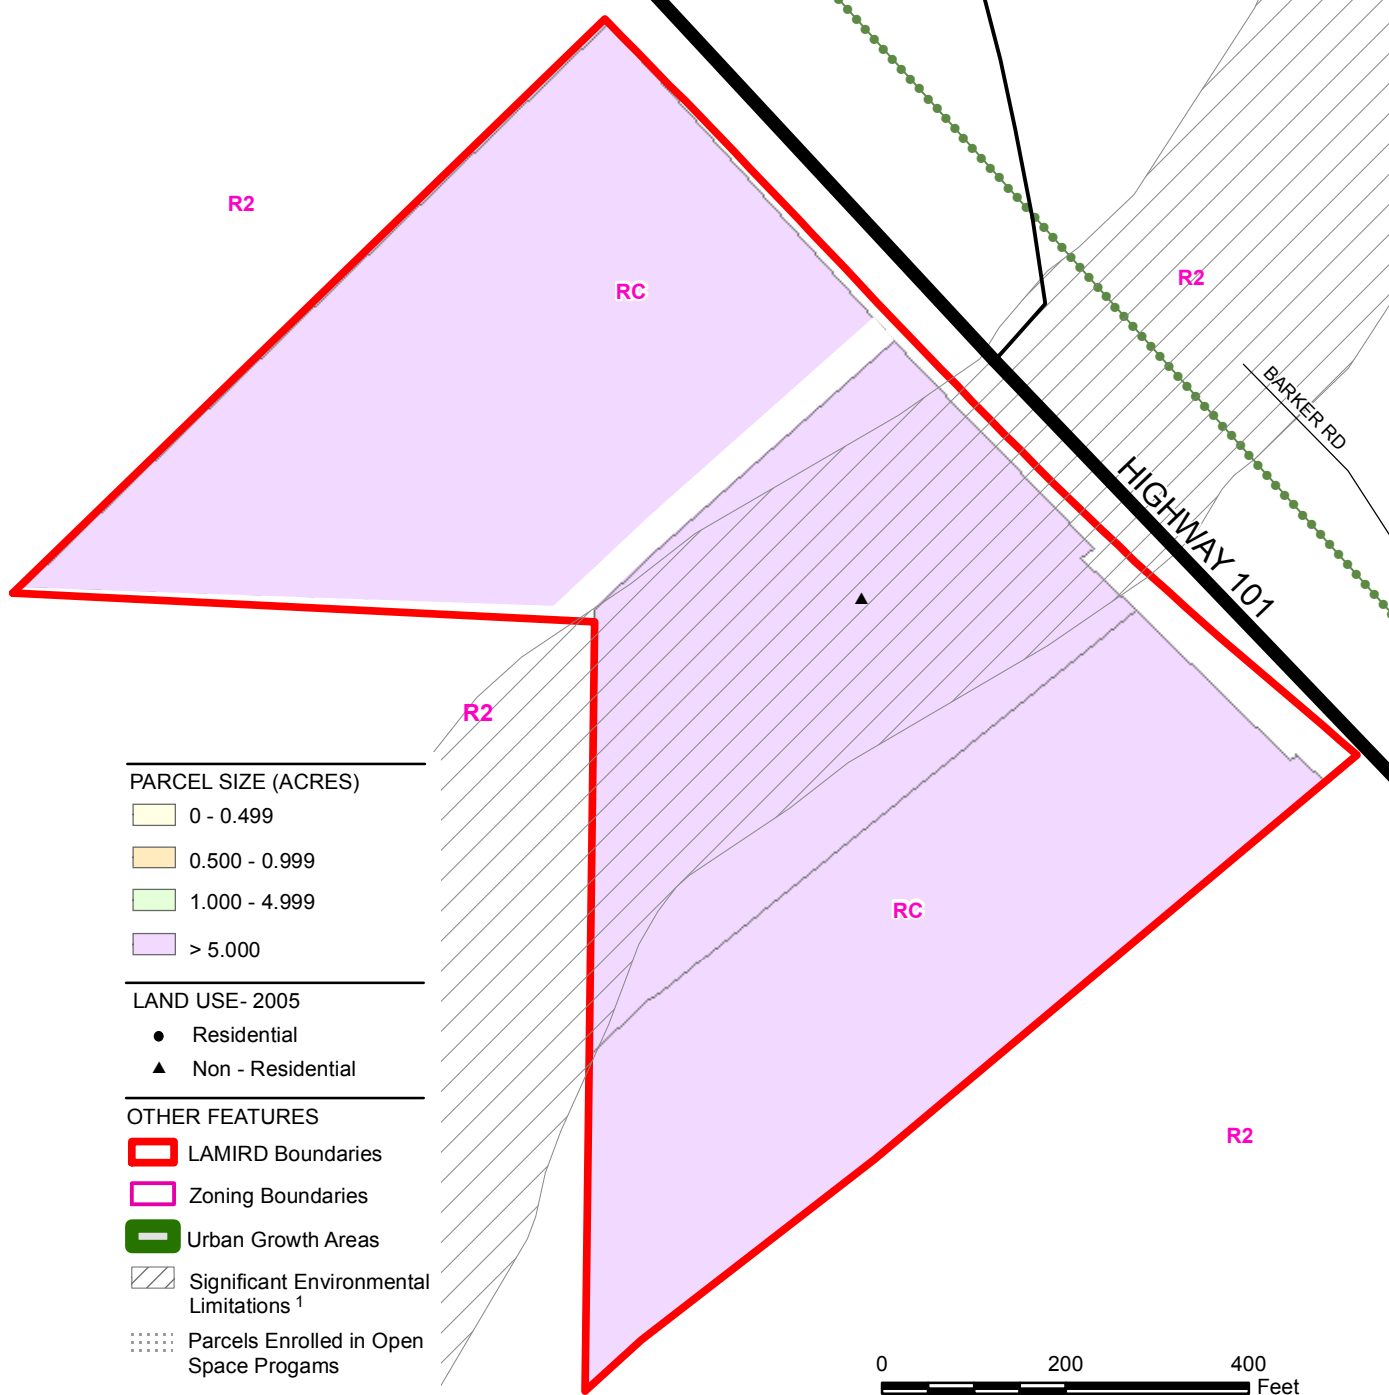 R2
RC
R2
BARKER RD
HIGHWAY 101
R2
RC
R2
PARCEL SIZE (ACRES)
0 - 0.499
0.500 - 0.999
1.000 - 4.999
> 5.000
LAND USE- 2005
Residential
Non - Residential
OTHER FEATURES
LAMIRD Boundaries
Zoning Boundaries
Urban Growth Areas
Significant Environmental
Limitations 1
Parcels Enrolled in Open
Space Progams
0 200 400
Feet